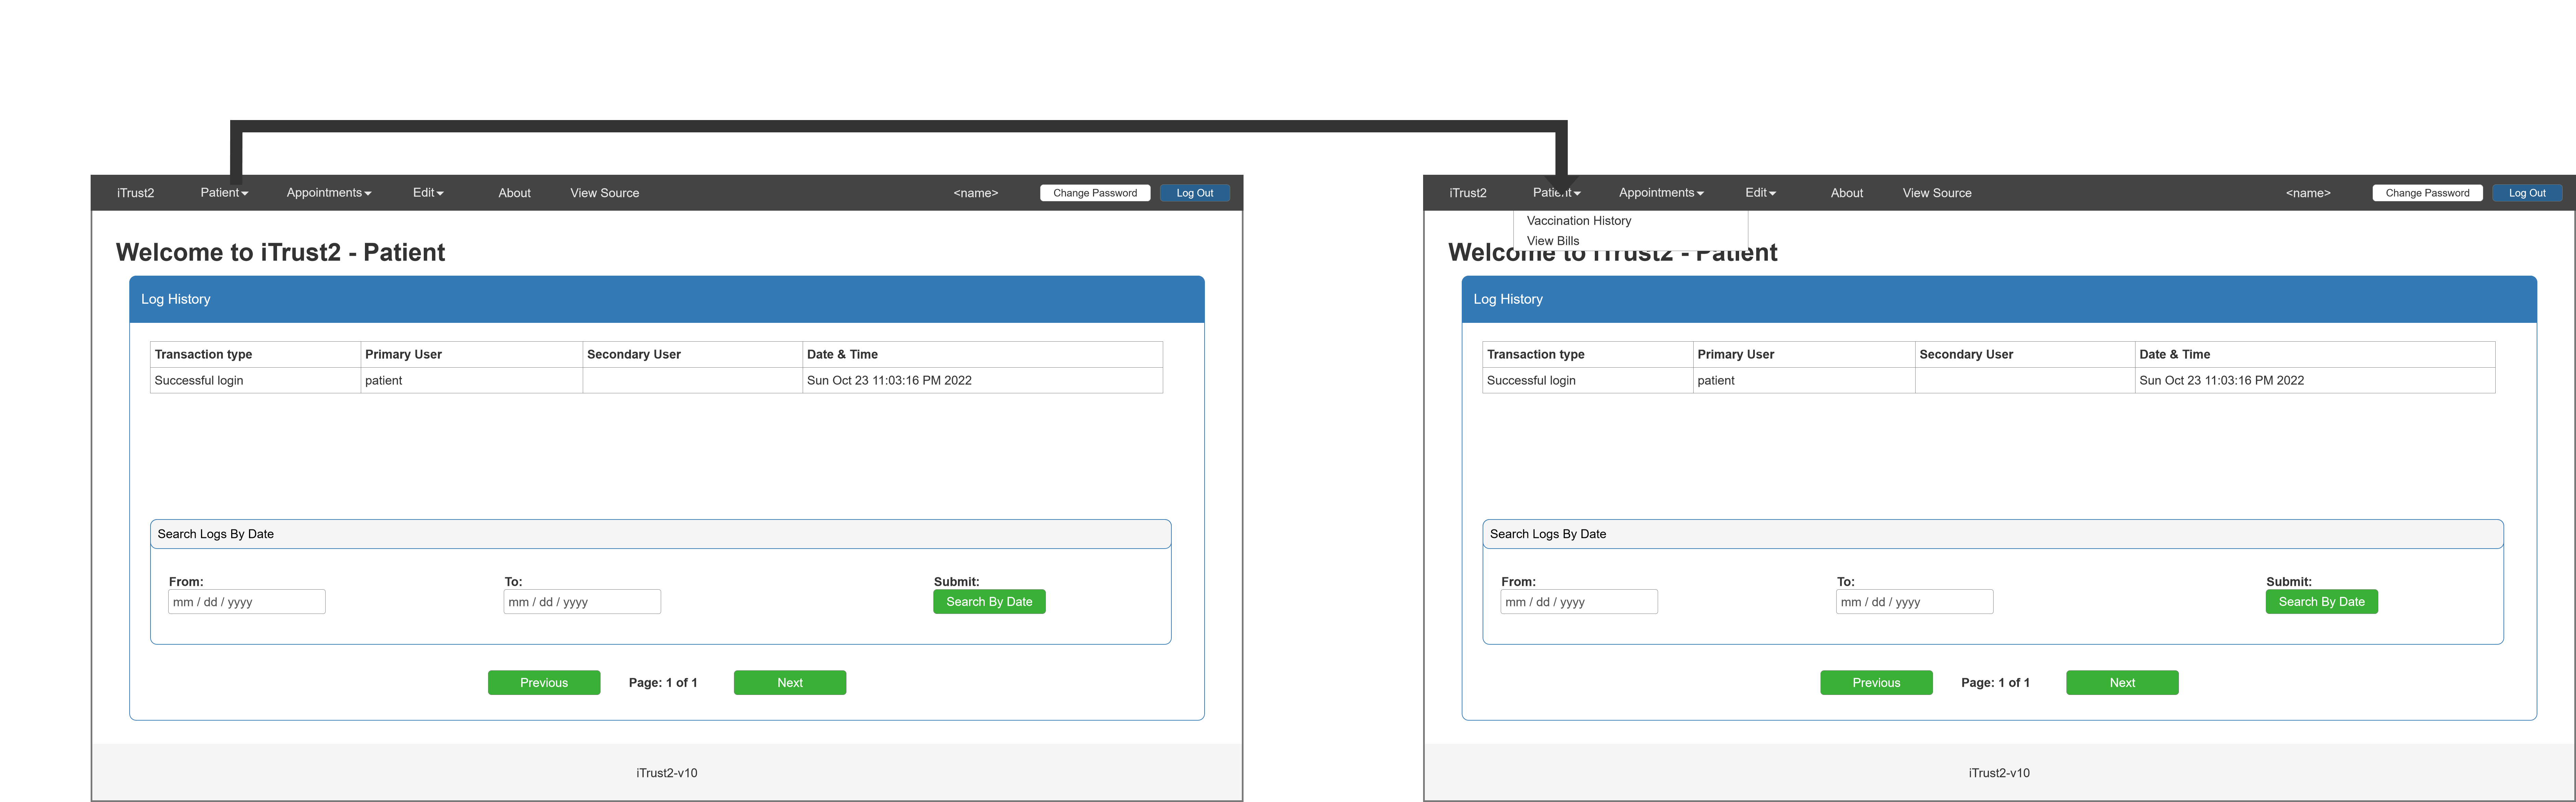 iTrust2 Patient Appointments Edit About View Source <name> Change Password Log Out
Welcome to iTrust2 - Patient
Log History
Transaction type Primary User Secondary User Date & Time
Successful login patient Sun Oct 23 11:03:16 PM 2022
Search Logs By Date
From: To: Submit:
mm / dd / yyyy mm / dd / yyyy Search By Date
Previous Page: 1 of 1 Next
iTrust2-v10
iTrust2 Patient Appointments Edit About View Source <name> Change Password Log Out
Vaccination History
View Bills
Welcome to iTrust2 - Patient
Log History
Transaction type Primary User Secondary User Date & Time
Successful login patient Sun Oct 23 11:03:16 PM 2022
Search Logs By Date
From: To: Submit:
mm / dd / yyyy mm / dd / yyyy Search By Date
Previous Page: 1 of 1 Next
iTrust2-v10